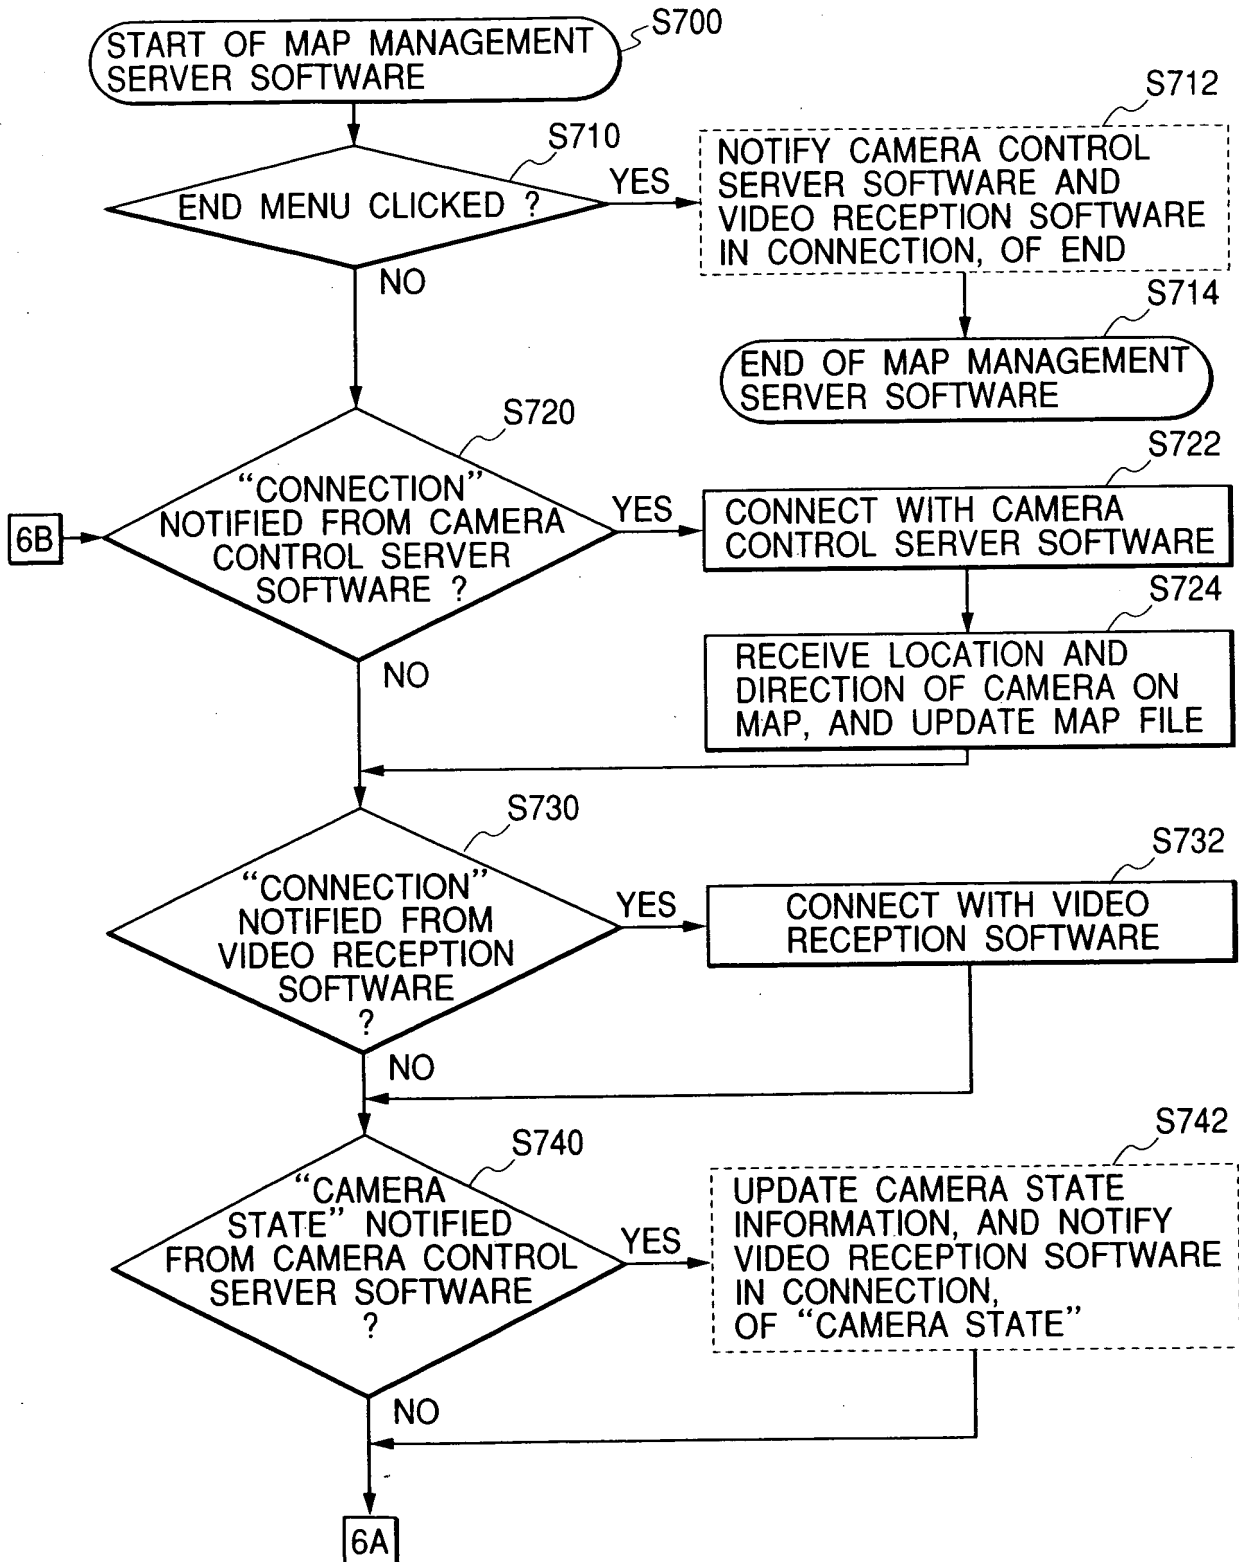 START OF MAP MANAGEMENT
SERVER SOFTWARE
S700
S710
END MENU CLICKED ?
YES
NO
S712
NOTIFY CAMERA CONTROL
SERVER SOFTWARE AND
VIDEO RECEPTION SOFTWARE
IN CONNECTION, OF END
S714
END OF MAP MANAGEMENT
SERVER SOFTWARE
6B
S720
“CONNECTION”
NOTIFIED FROM CAMERA
CONTROL SERVER
SOFTWARE ?
YES
NO
S722
CONNECT WITH CAMERA
CONTROL SERVER SOFTWARE
S724
RECEIVE LOCATION AND
DIRECTION OF CAMERA ON
MAP, AND UPDATE MAP FILE
S730
“CONNECTION”
NOTIFIED FROM
VIDEO RECEPTION
SOFTWARE
?
YES
NO
S732
CONNECT WITH VIDEO
RECEPTION SOFTWARE
S740
“CAMERA
STATE” NOTIFIED
FROM CAMERA CONTROL
SERVER SOFTWARE
?
YES
NO
S742
UPDATE CAMERA STATE
INFORMATION, AND NOTIFY
VIDEO RECEPTION SOFTWARE
IN CONNECTION,
OF “CAMERA STATE”
6A